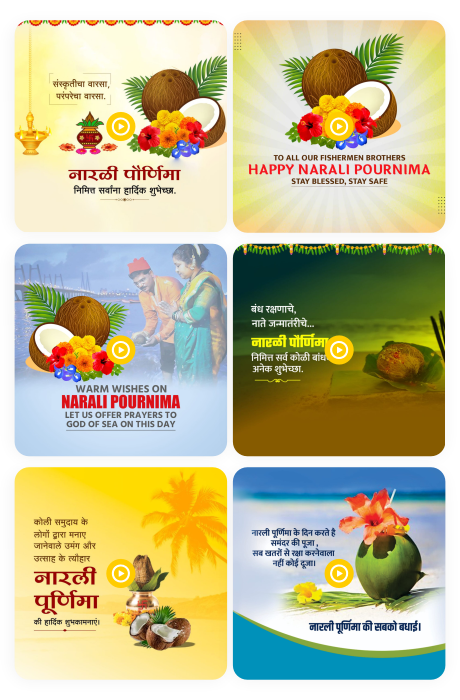 संस्कृतीचा वारसा,
परंपरेचा वारसा.
नारळी पौर्णिमा
निमित्त सर्वांना हार्दिक शुभेच्छा.
TO ALL OUR FISHERMEN BROTHERS
HAPPY NARALI POURNIMA
STAY BLESSED, STAY SAFE
WARM WISHES ON
NARALI POURNIMA
LET US OFFER PRAYERS TO
GOD OF SEA ON THIS DAY
बंध रक्षणाचे,
नाते जन्मातंरीचे...
नारळी पौर्णिमा
निमित्त सर्व कोळी
अनेक शुभेच्छा.
कोली समुदाय के
लोगों द्वारा मनाए
जानेवाले उमंग और
उत्साह के त्यौहार
नारली
पूर्णिमा
की हार्दिक शुभकामनाएं।
नारली पूर्णिमा के दिन करते है
समंदर की पूजा ,
सब खतरों से रक्षा करनेवाला
नहीं कोई दूजा।
नारली पूर्णिमा की सबको बधाई।